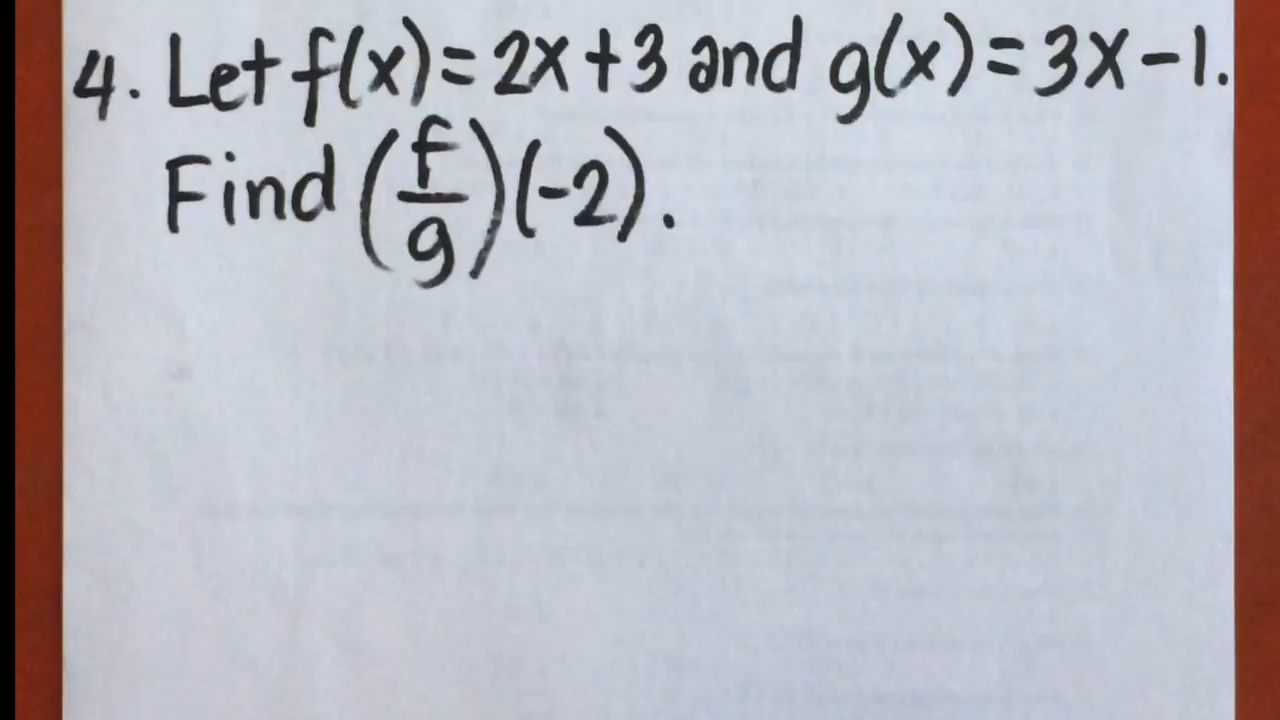 4. Let f(x) = 2x + 3 and g(x) = 3x - 1.
Find (f/g)(-2).